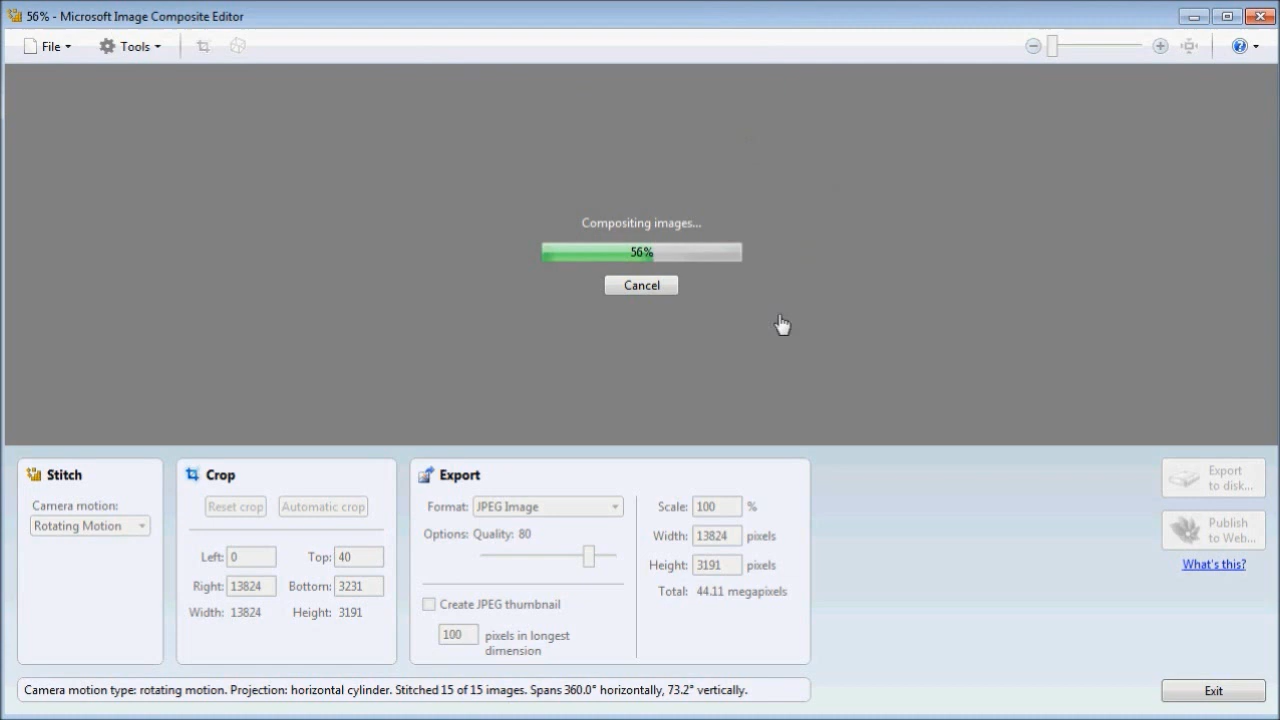 56% - Microsoft Image Composite Editor
File Tools
Compositing images...
56%
Cancel
Stitch
Camera motion:
Rotating Motion
Crop
Reset crop Automatic crop
Left: 0 Top: 40
Right: 13824 Bottom: 3231
Width: 13824 Height: 3191
Export
Format: JPEG Image
Options: Quality: 80
Create JPEG thumbnail
100 pixels in longest
dimension
Scale: 100 %
Width: 13824 pixels
Height: 3191 pixels
Total: 44.11 megapixels
Export
to disk...
Publish
to Web...
What's this?
Camera motion type: rotating motion. Projection: horizontal cylinder. Stitched 15 of 15 images. Spans 360.0° horizontally, 73.2° vertically.
Exit